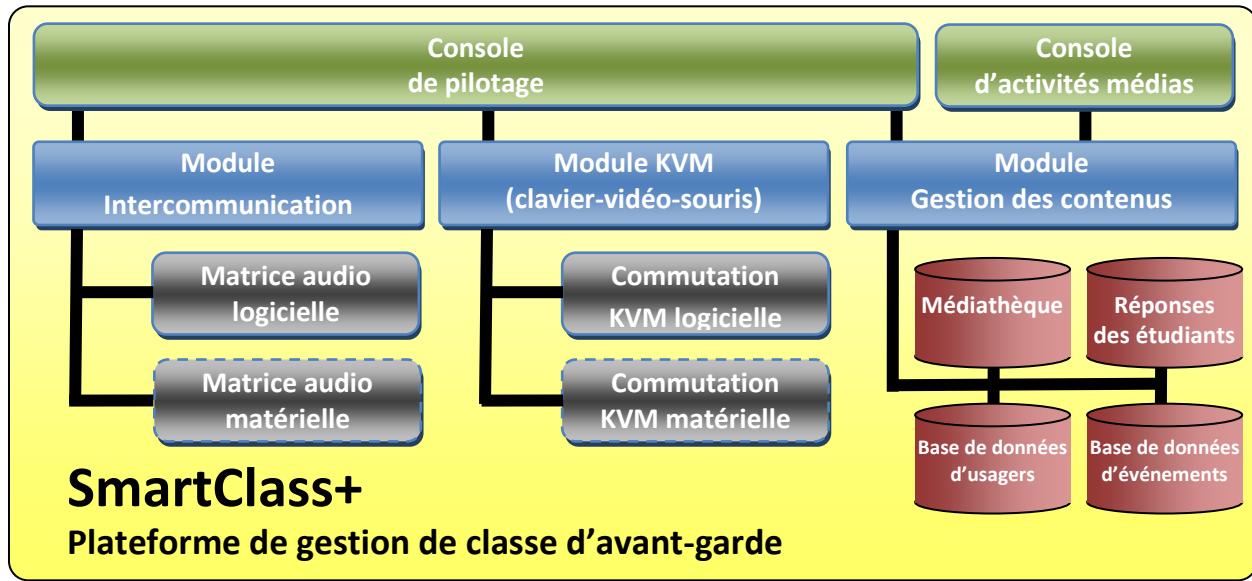 Console
de pilotage
Console
d'activités médias
Module
Intercommunication
Module KVM
(clavier-vidéo-souris)
Module
Gestion des contenus
Matrice audio
logicielle
Matrice audio
matérielle
Commutation
KVM logicielle
Commutation
KVM matérielle
Médiathèque
Réponses
des étudiants
Base de données
d'usagers
Base de données
d'événements
SmartClass+
Plateforme de gestion de classe d'avant-garde